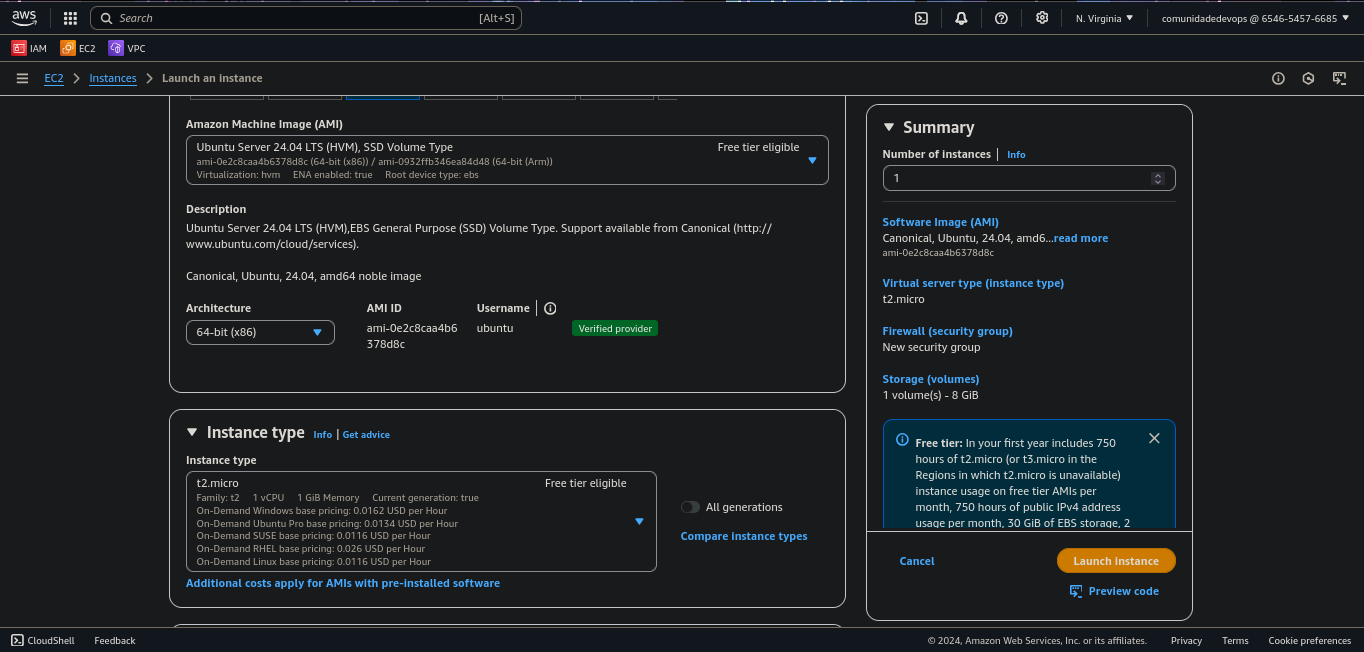 aws
Search [Alt+S]
N. Virginia comunidadedevops @ 6546-5457-6685
IAM EC2 VPC
EC2 Instances Launch an instance
Amazon Machine Image (AMI)
Ubuntu Server 24.04 LTS (HVM), SSD Volume Type Free tier eligible
ami-0e2c8caa4b6378d8c (64-bit (x86)) / ami-0932ffb346ea84d48 (64-bit (Arm))
Virtualization: hvm ENA enabled: true Root device type: ebs
Description
Ubuntu Server 24.04 LTS (HVM),EBS General Purpose (SSD) Volume Type. Support available from Canonical (http://
www.ubuntu.com/cloud/services).
Canonical, Ubuntu, 24.04, amd64 noble image
Architecture AMI ID Username
64-bit (x86) ami-0e2c8caa4b6 ubuntu Verified provider
378d8c
Instance type Info Get advice
Instance type
t2.micro Free tier eligible
Family: t2 1 vCPU 1 GiB Memory Current generation: true
On-Demand Windows base pricing: 0.0162 USD per Hour
On-Demand Ubuntu Pro base pricing: 0.0134 USD per Hour
On-Demand SUSE base pricing: 0.0116 USD per Hour
On-Demand RHEL base pricing: 0.026 USD per Hour
On-Demand Linux base pricing: 0.0116 USD per Hour
All generations
Compare instance types
Additional costs apply for AMIs with pre-installed software
Summary
Number of instances Info
1
Software Image (AMI)
Canonical, Ubuntu, 24.04, amd6...read more
ami-0e2c8caa4b6378d8c
Virtual server type (instance type)
t2.micro
Firewall (security group)
New security group
Storage (volumes)
1 volume(s) - 8 GiB
Free tier: In your first year includes 750
hours of t2.micro (or t3.micro in the
Regions in which t2.micro is unavailable)
instance usage on free tier AMIs per
month, 750 hours of public IPv4 address
usage per month, 30 GiB of EBS storage, 2
Cancel Launch instance
Preview code
CloudShell Feedback © 2024, Amazon Web Services, Inc. or its affiliates. Privacy Terms Cookie preferences